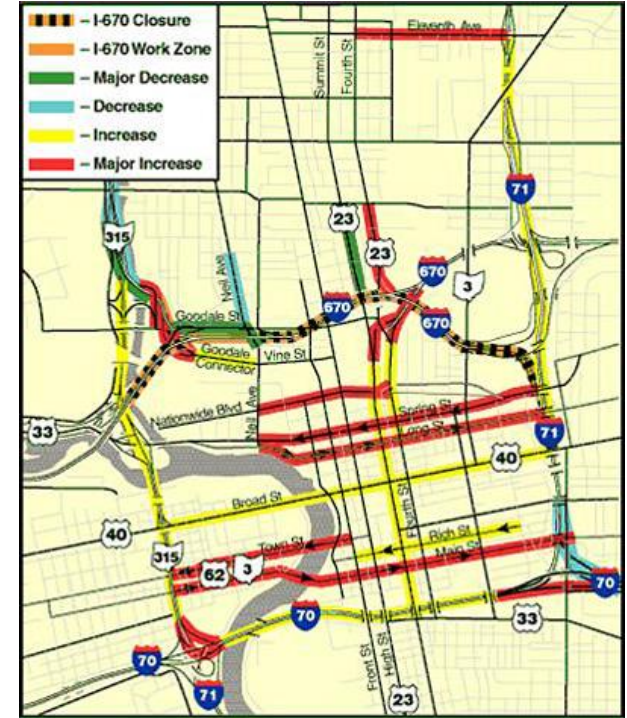 - I-670 Closure
- I-670 Work Zone
- Major Decrease
- Decrease
- Increase
- Major Increase
Eleventh Ave
Summit St
Fourth St
71
315
23
23
Neil Ave
670
3
670
670
Goodale St
Goodale
Connector
Vine St
Nationwide Blvd
Neil Ave
Spring St
Long St
33
71
40
Broad St
Fourth St
40
315
Town St
Rich St
Main St
62
3
70
70
33
Front St
High St
70
71
23